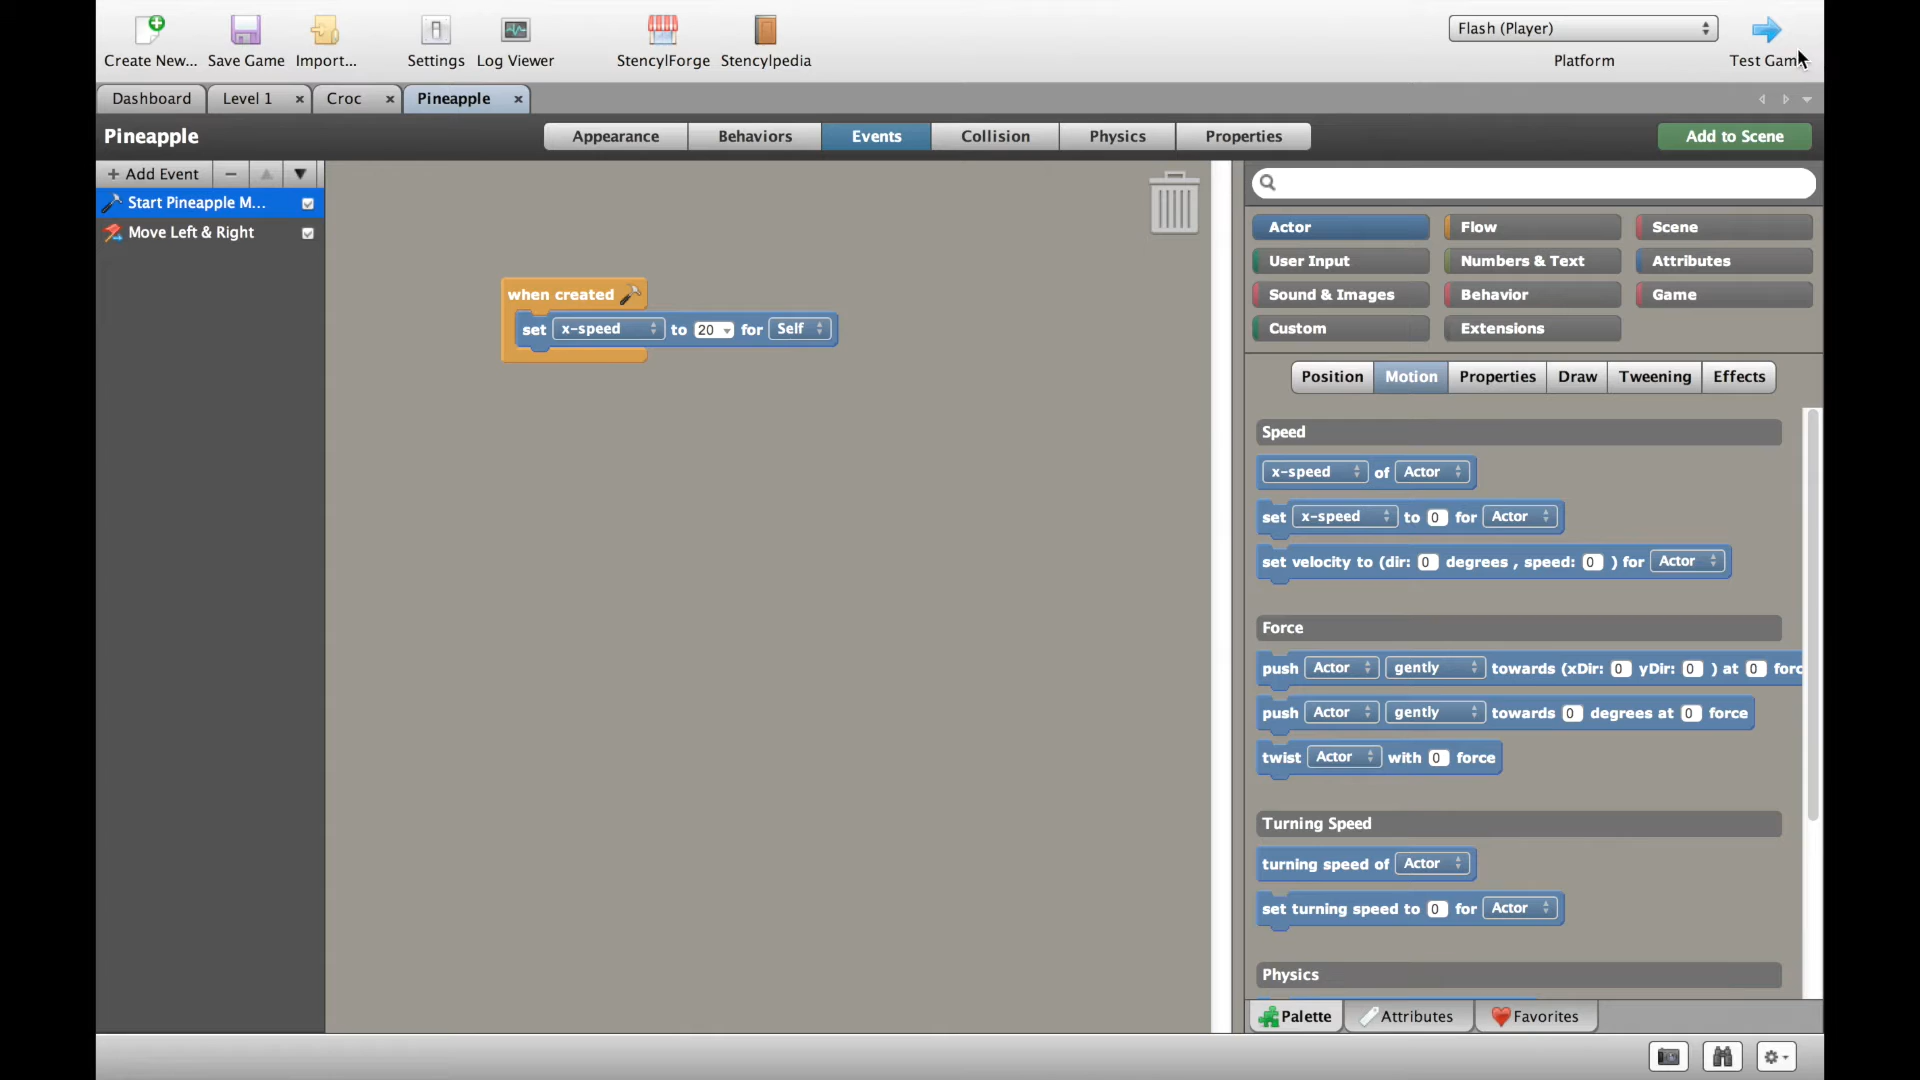 Create New...
Save Game
Import...
Settings
Log Viewer
StencylForge
Stencylpedia
Flash (Player)
Platform
Test Game
Dashboard
Level 1
Croc
Pineapple
Pineapple
Appearance
Behaviors
Events
Collision
Physics
Properties
Add to Scene
+ Add Event
Start Pineapple M...
Move Left & Right
when created
set x-speed to 20 for Self
Actor
Flow
Scene
User Input
Numbers & Text
Attributes
Sound & Images
Behavior
Game
Custom
Extensions
Position
Motion
Properties
Draw
Tweening
Effects
Speed
x-speed of Actor
set x-speed to 0 for Actor
set velocity to (dir: 0 degrees , speed: 0 ) for Actor
Force
push Actor gently towards (xDir: 0 yDir: 0 ) at 0 forc
push Actor gently towards 0 degrees at 0 force
twist Actor with 0 force
Turning Speed
turning speed of Actor
set turning speed to 0 for Actor
Physics
Palette
Attributes
Favorites